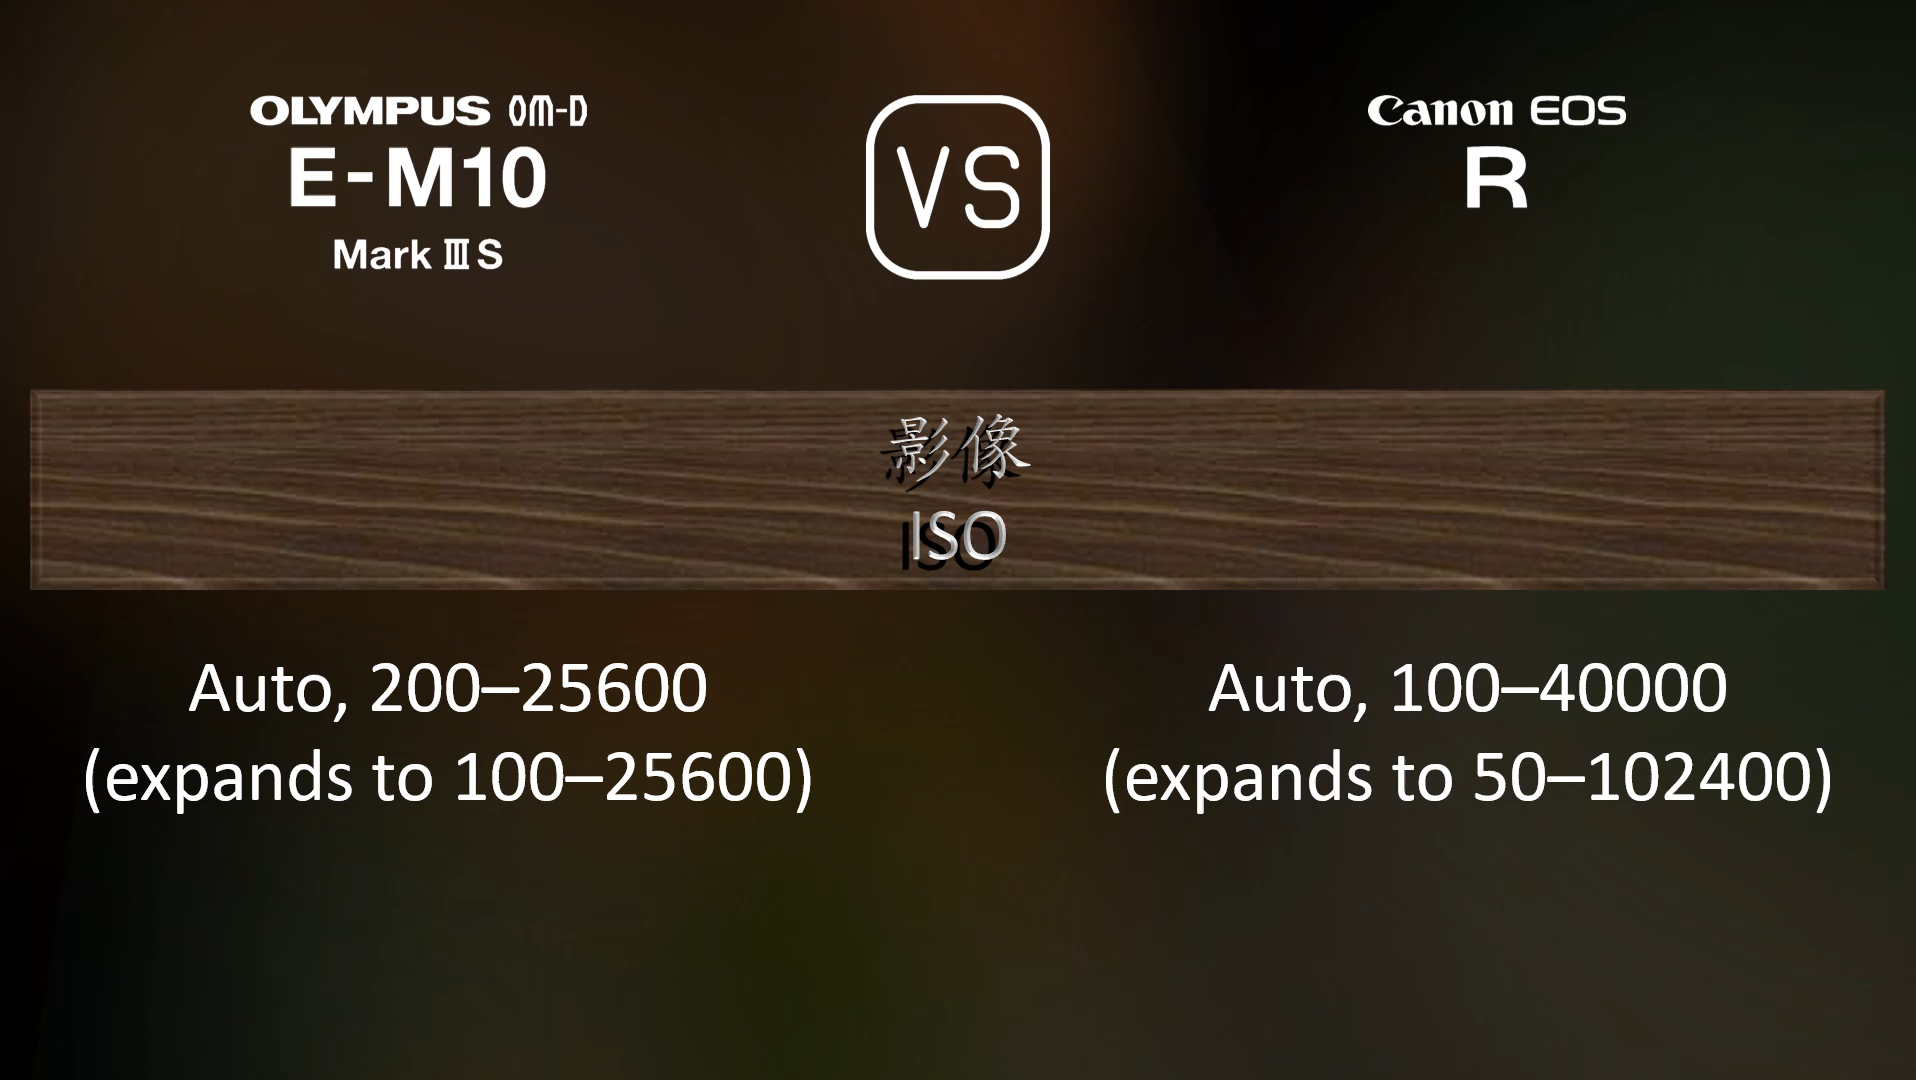 OLYMPUS OM-D
E-M10
Mark III S
VS
Canon EOS
R
影像
ISO
Auto, 200–25600
(expands to 100–25600)
Auto, 100–40000
(expands to 50–102400)